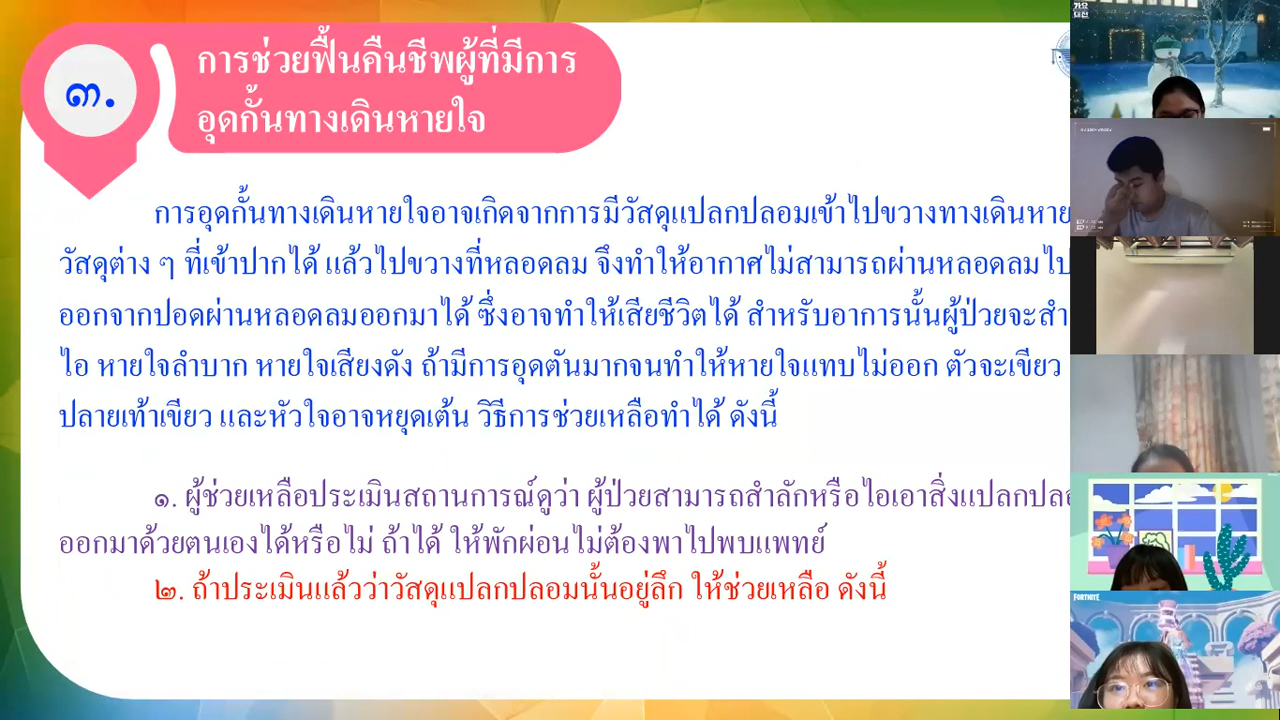 ๓.
การช่วยฟื้นคืนชีพผู้ที่มีการ
อุดกั้นทางเดินหายใจ
การอุดกั้นทางเดินหายใจอาจเกิดจากการมีวัสดุแปลกปลอมเข้าไปขวางทางเดินหาย
วัสดุต่าง ๆ ที่เข้าปากได้ แล้วไปขวางที่หลอดลม จึงทำให้อากาศไม่สามารถผ่านหลอดลมไป
ออกจากปอดผ่านหลอดลมออกมาได้ ซึ่งอาจทำให้เสียชีวิตได้ สำหรับอาการนั้นผู้ป่วยจะสำ
ไอ หายใจลำบาก หายใจเสียงดัง ถ้ามีการอุดตันมากจนทำให้หายใจแทบไม่ออก ตัวจะเขียว
ปลายเท้าเขียว และหัวใจอาจหยุดเต้น วิธีการช่วยเหลือทำได้ ดังนี้
๑. ผู้ช่วยเหลือประเมินสถานการณ์ดูว่า ผู้ป่วยสามารถสำลักหรือไอเอาสิ่งแปลกปลอ
ออกมาด้วยตนเองได้หรือไม่ ถ้าได้ ให้พักผ่อนไม่ต้องพาไปพบแพทย์
๒. ถ้าประเมินแล้วว่าวัสดุแปลกปลอมนั้นอยู่ลึก ให้ช่วยเหลือ ดังนี้
가요
대전
FORTNITE